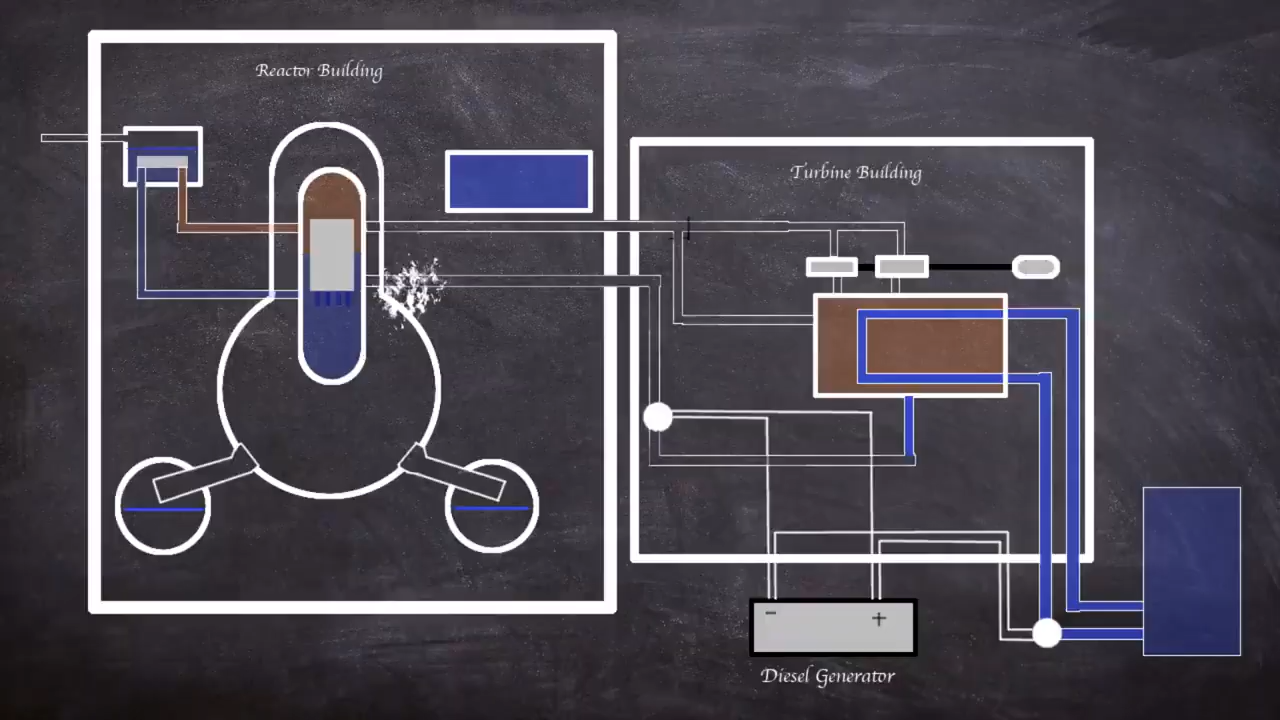 Reactor Building
Turbine Building
- +
Diesel Generator